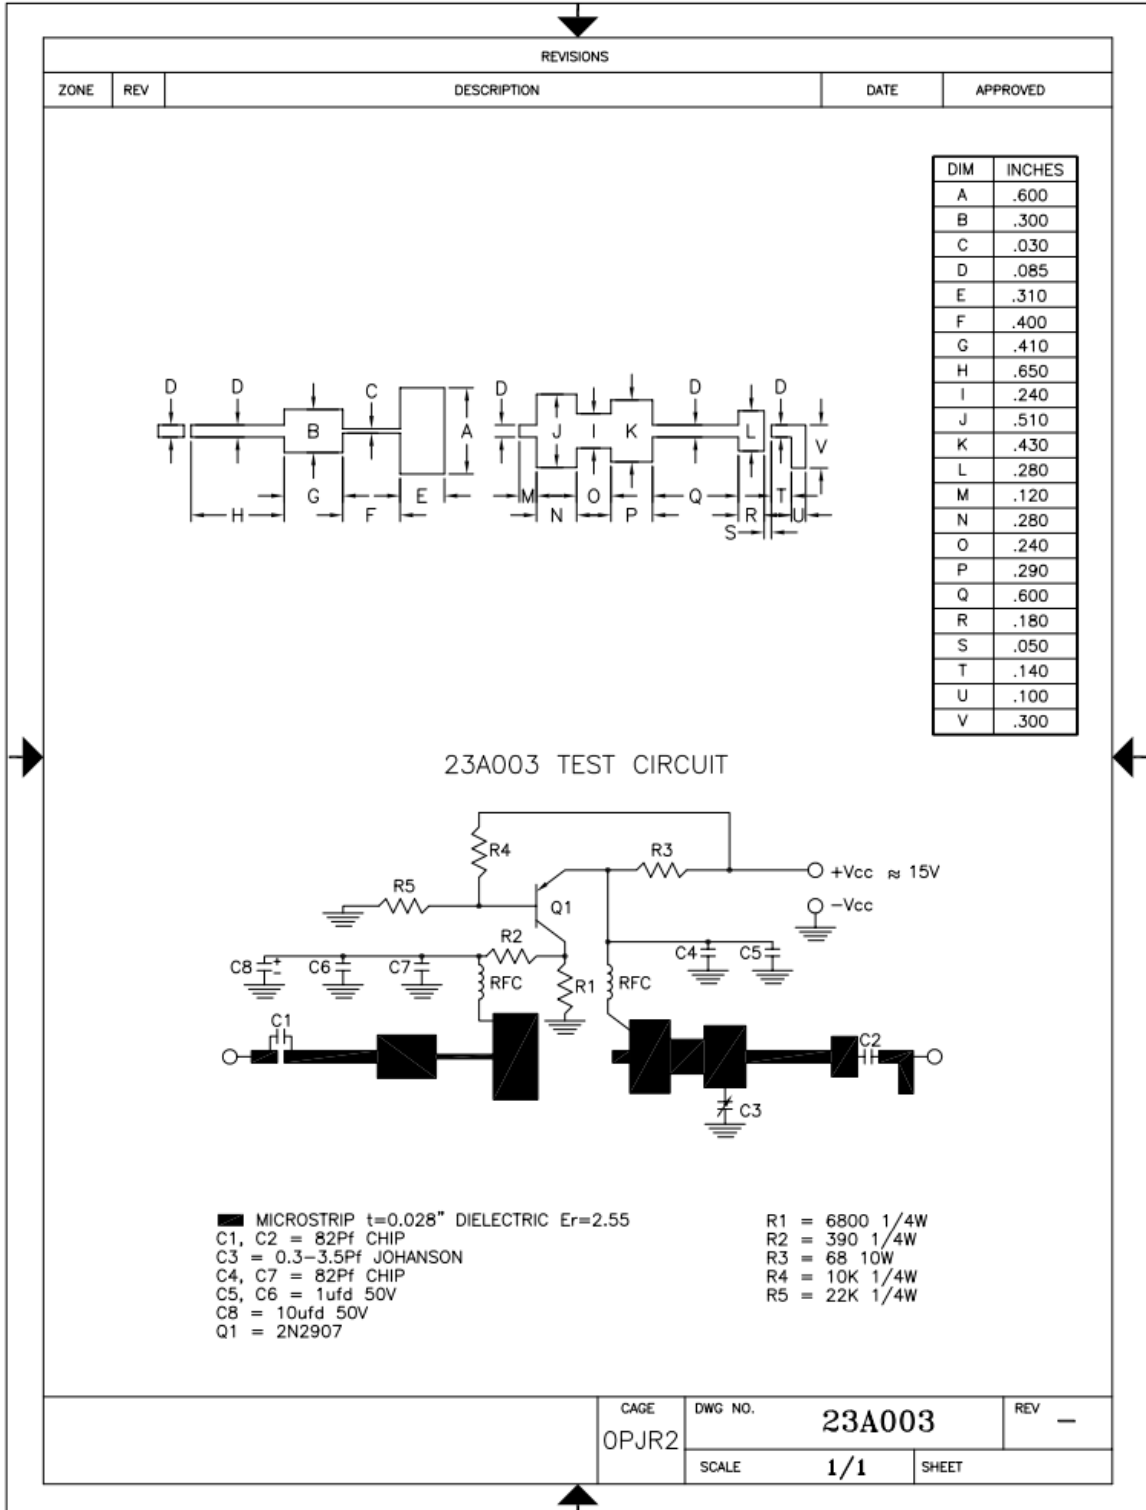 REVISIONS
ZONE REV DESCRIPTION DATE APPROVED
DIM INCHES
A .600
B .300
C .030
D .085
E .310
F .400
G .410
H .650
I .240
J .510
K .430
L .280
M .120
N .280
O .240
P .290
Q .600
R .180
S .050
T .140
U .100
V .300
D D C D D D
B A J I K L V
H G F E M N O P Q R T U
S
23A003 TEST CIRCUIT
R4 R3
+Vcc ≈ 15V
R5
Q1
-Vcc
R2
C8 + - C6 C7 RFC R1 RFC C4 C5
C1 C2
C3
MICROSTRIP t=0.028" DIELECTRIC Er=2.55
C1, C2 = 82Pf CHIP
C3 = 0.3-3.5Pf JOHANSON
C4, C7 = 82Pf CHIP
C5, C6 = 1ufd 50V
C8 = 10ufd 50V
Q1 = 2N2907
R1 = 6800 1/4W
R2 = 390 1/4W
R3 = 68 10W
R4 = 10K 1/4W
R5 = 22K 1/4W
CAGE DWG NO. REV
0PJR2 23A003 —
SCALE 1/1 SHEET